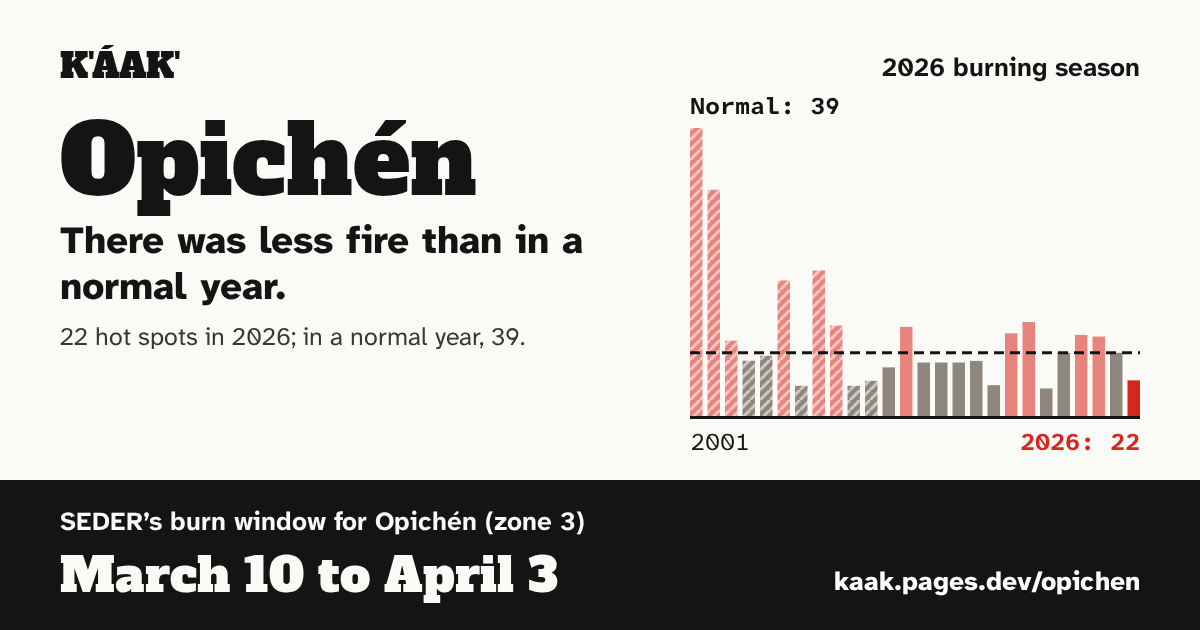 K'ÁAK'
Opichén
There was less fire than in a
normal year.
22 hot spots in 2026; in a normal year, 39.
2026 burning season
Normal: 39
2001
2026: 22
SEDER’s burn window for Opichén (zone 3)
March 10 to April 3
kaak.pages.dev/opichen